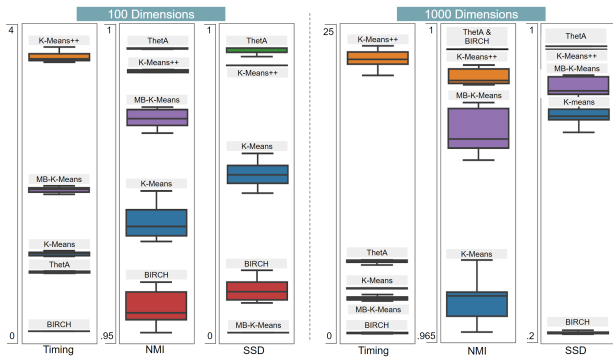 100 Dimensions
1000 Dimensions
4
K-Means++
MB-K-Means
K-Means
ThetA
BIRCH
0
Timing
1
ThetA
K-Means++
MB-K-Means
K-Means
BIRCH
.95
NMI
1
ThetA
K-Means++
K-Means
BIRCH
MB-K-Means
0
SSD
25
K-Means++
ThetA
K-Means
MB-K-Means
BIRCH
0
Timing
1
ThetA &
BIRCH
K-Means++
MB-K-Means
K-Means
.965
NMI
1
ThetA
K-Means++
MB-K-Means
K-means
BIRCH
.2
SSD